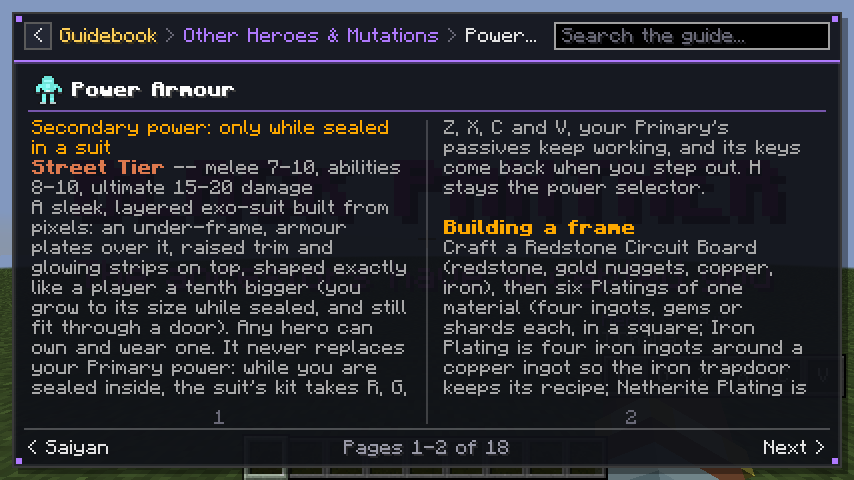 < Guidebook > Other Heroes & Mutations > Power... Search the guide...
Power Armour
Secondary power: only while sealed
in a suit
Street Tier -- melee 7-10, abilities
8-10, ultimate 15-20 damage
A sleek, layered exo-suit built from
pixels: an under-frame, armour
plates over it, raised trim and
glowing strips on top, shaped exactly
like a player a tenth bigger (you
grow to its size while sealed, and still
fit through a door). Any hero can
own and wear one. It never replaces
your Primary power: while you are
sealed inside, the suit's kit takes R, G,
1
Z, X, C and V, your Primary's
passives keep working, and its keys
come back when you step out. H
stays the power selector.
Building a frame
Craft a Redstone Circuit Board
(redstone, gold nuggets, copper,
iron), then six Platings of one
material (four ingots, gems or
shards each, in a square; Iron
Plating is four iron ingots around a
copper ingot so the iron trapdoor
keeps its recipe; Netherite Plating is
2
< Saiyan
Pages 1-2 of 18
Next >